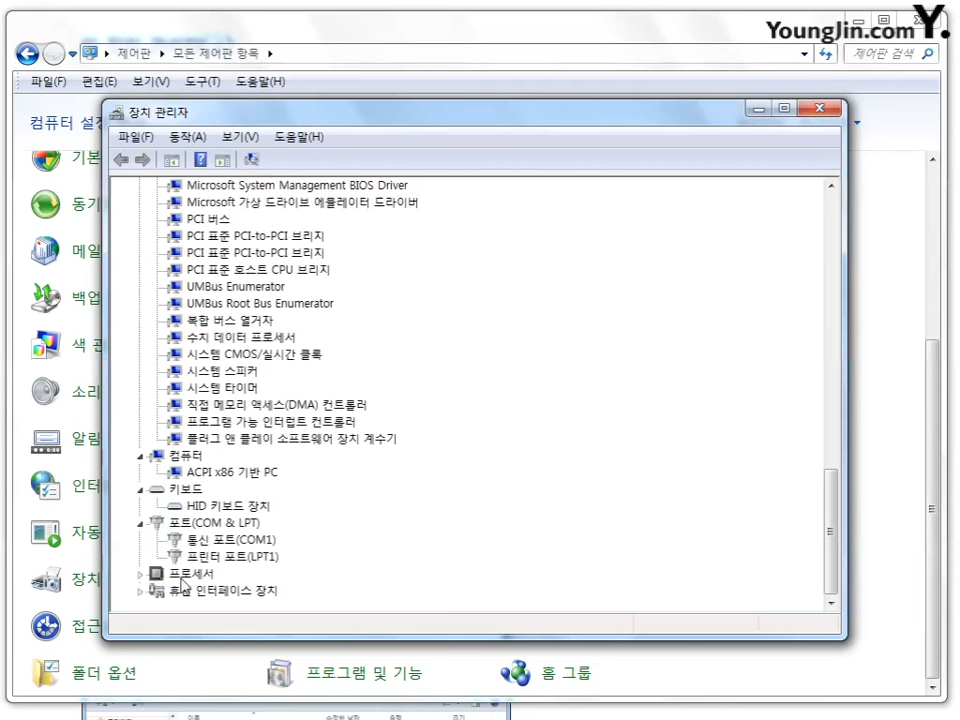 Younglin.com
Y.
제어판 ▸ 모든 제어판 항목 ▸
제어판 검색
파일(F) 편집(E) 보기(V) 도구(T) 도움말(H)
컴퓨터 설정
장치 관리자
파일(F) 동작(A) 보기(V) 도움말(H)
기본
동기
메일
백업
색 관
소리
알림
인터
자동
장치
접근
Microsoft System Management BIOS Driver
Microsoft 가상 드라이브 에뮬레이터 드라이버
PCI 버스
PCI 표준 PCI-to-PCI 브리지
PCI 표준 PCI-to-PCI 브리지
PCI 표준 호스트 CPU 브리지
UMBus Enumerator
UMBus Root Bus Enumerator
복합 버스 열거자
수치 데이터 프로세서
시스템 CMOS/실시간 클록
시스템 스피커
시스템 타이머
직접 메모리 액세스(DMA) 컨트롤러
프로그램 가능 인터럽트 컨트롤러
플러그 앤 플레이 소프트웨어 장치 계수기
컴퓨터
ACPI x86 기반 PC
키보드
HID 키보드 장치
포트(COM & LPT)
통신 포트(COM1)
프린터 포트(LPT1)
프로세서
휴먼 인터페이스 장치
폴더 옵션
프로그램 및 기능
홈 그룹